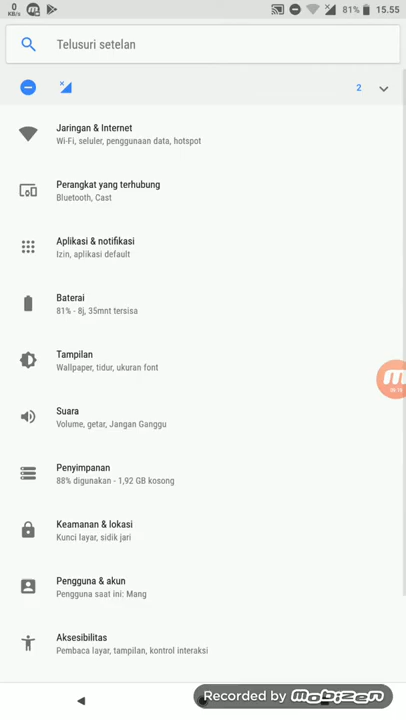 0
KB/s
81%
15.55
Telusuri setelan
2
Jaringan & Internet
Wi-Fi, seluler, penggunaan data, hotspot
Perangkat yang terhubung
Bluetooth, Cast
Aplikasi & notifikasi
Izin, aplikasi default
Baterai
81% - 8j, 35mnt tersisa
Tampilan
Wallpaper, tidur, ukuran font
Suara
Volume, getar, Jangan Ganggu
Penyimpanan
88% digunakan - 1,92 GB kosong
Keamanan & lokasi
Kunci layar, sidik jari
Pengguna & akun
Pengguna saat ini: Mang
Aksesibilitas
Pembaca layar, tampilan, kontrol interaksi
Recorded by mobizen